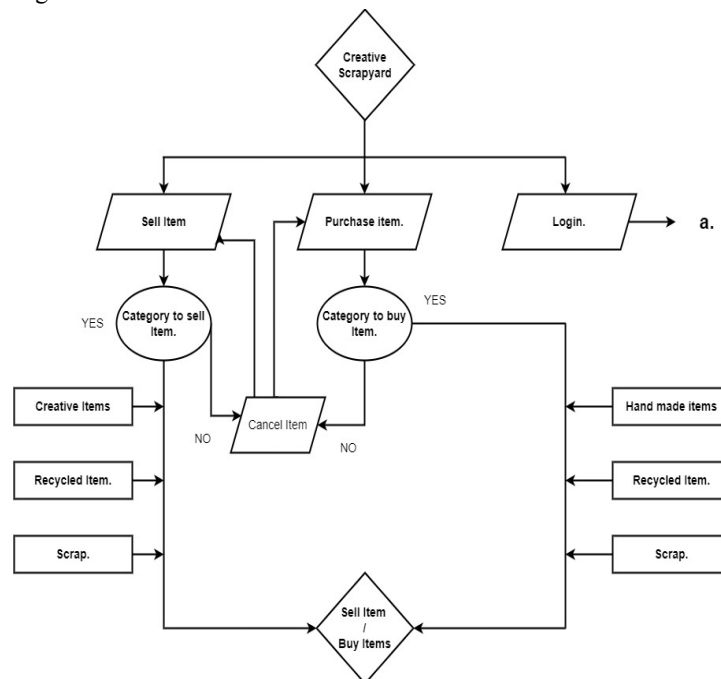 Creative
Scrapyard
Sell Item
Purchase item.
Login.
a.
Category to sell
Item.
YES
Category to buy
Item.
YES
Creative Items
Cancel Item
Hand made items
NO
NO
Recycled Item.
Recycled Item.
Scrap.
Scrap.
Sell Item
/
Buy Items